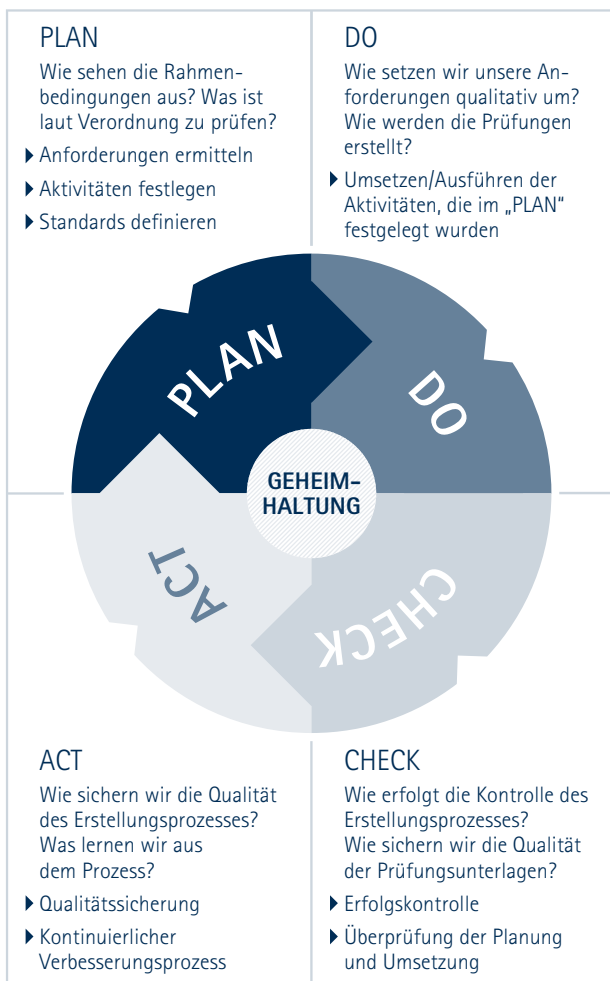 PLAN
Wie sehen die Rahmen-
bedingungen aus? Was ist
laut Verordnung zu prüfen?
Anforderungen ermitteln
Aktivitäten festlegen
Standards definieren
DO
Wie setzen wir unsere An-
forderungen qualitativ um?
Wie werden die Prüfungen
erstellt?
Umsetzen/Ausführen der
Aktivitäten, die im „PLAN"
festgelegt wurden
PLAN
DO
GEHEIM-
HALTUNG
ACT
CHECK
ACT
Wie sichern wir die Qualität
des Erstellungsprozesses?
Was lernen wir aus
dem Prozess?
Qualitätssicherung
Kontinuierlicher
Verbesserungsprozess
CHECK
Wie erfolgt die Kontrolle des
Erstellungsprozesses?
Wie sichern wir die Qualität
der Prüfungsunterlagen?
Erfolgskontrolle
Überprüfung der Planung
und Umsetzung